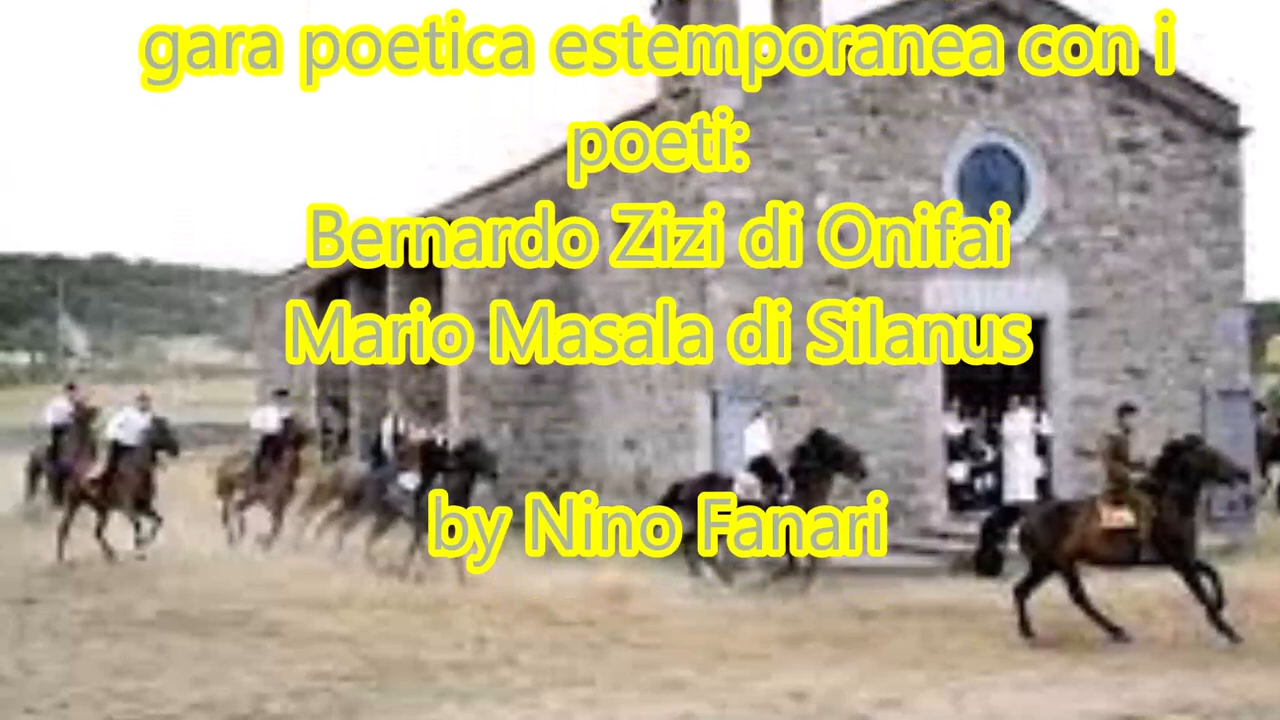 gara poetica estemporanea con i
poeti:
Bernardo Zizi di Onifai
Mario Masala di Silanus
by Nino Fanari